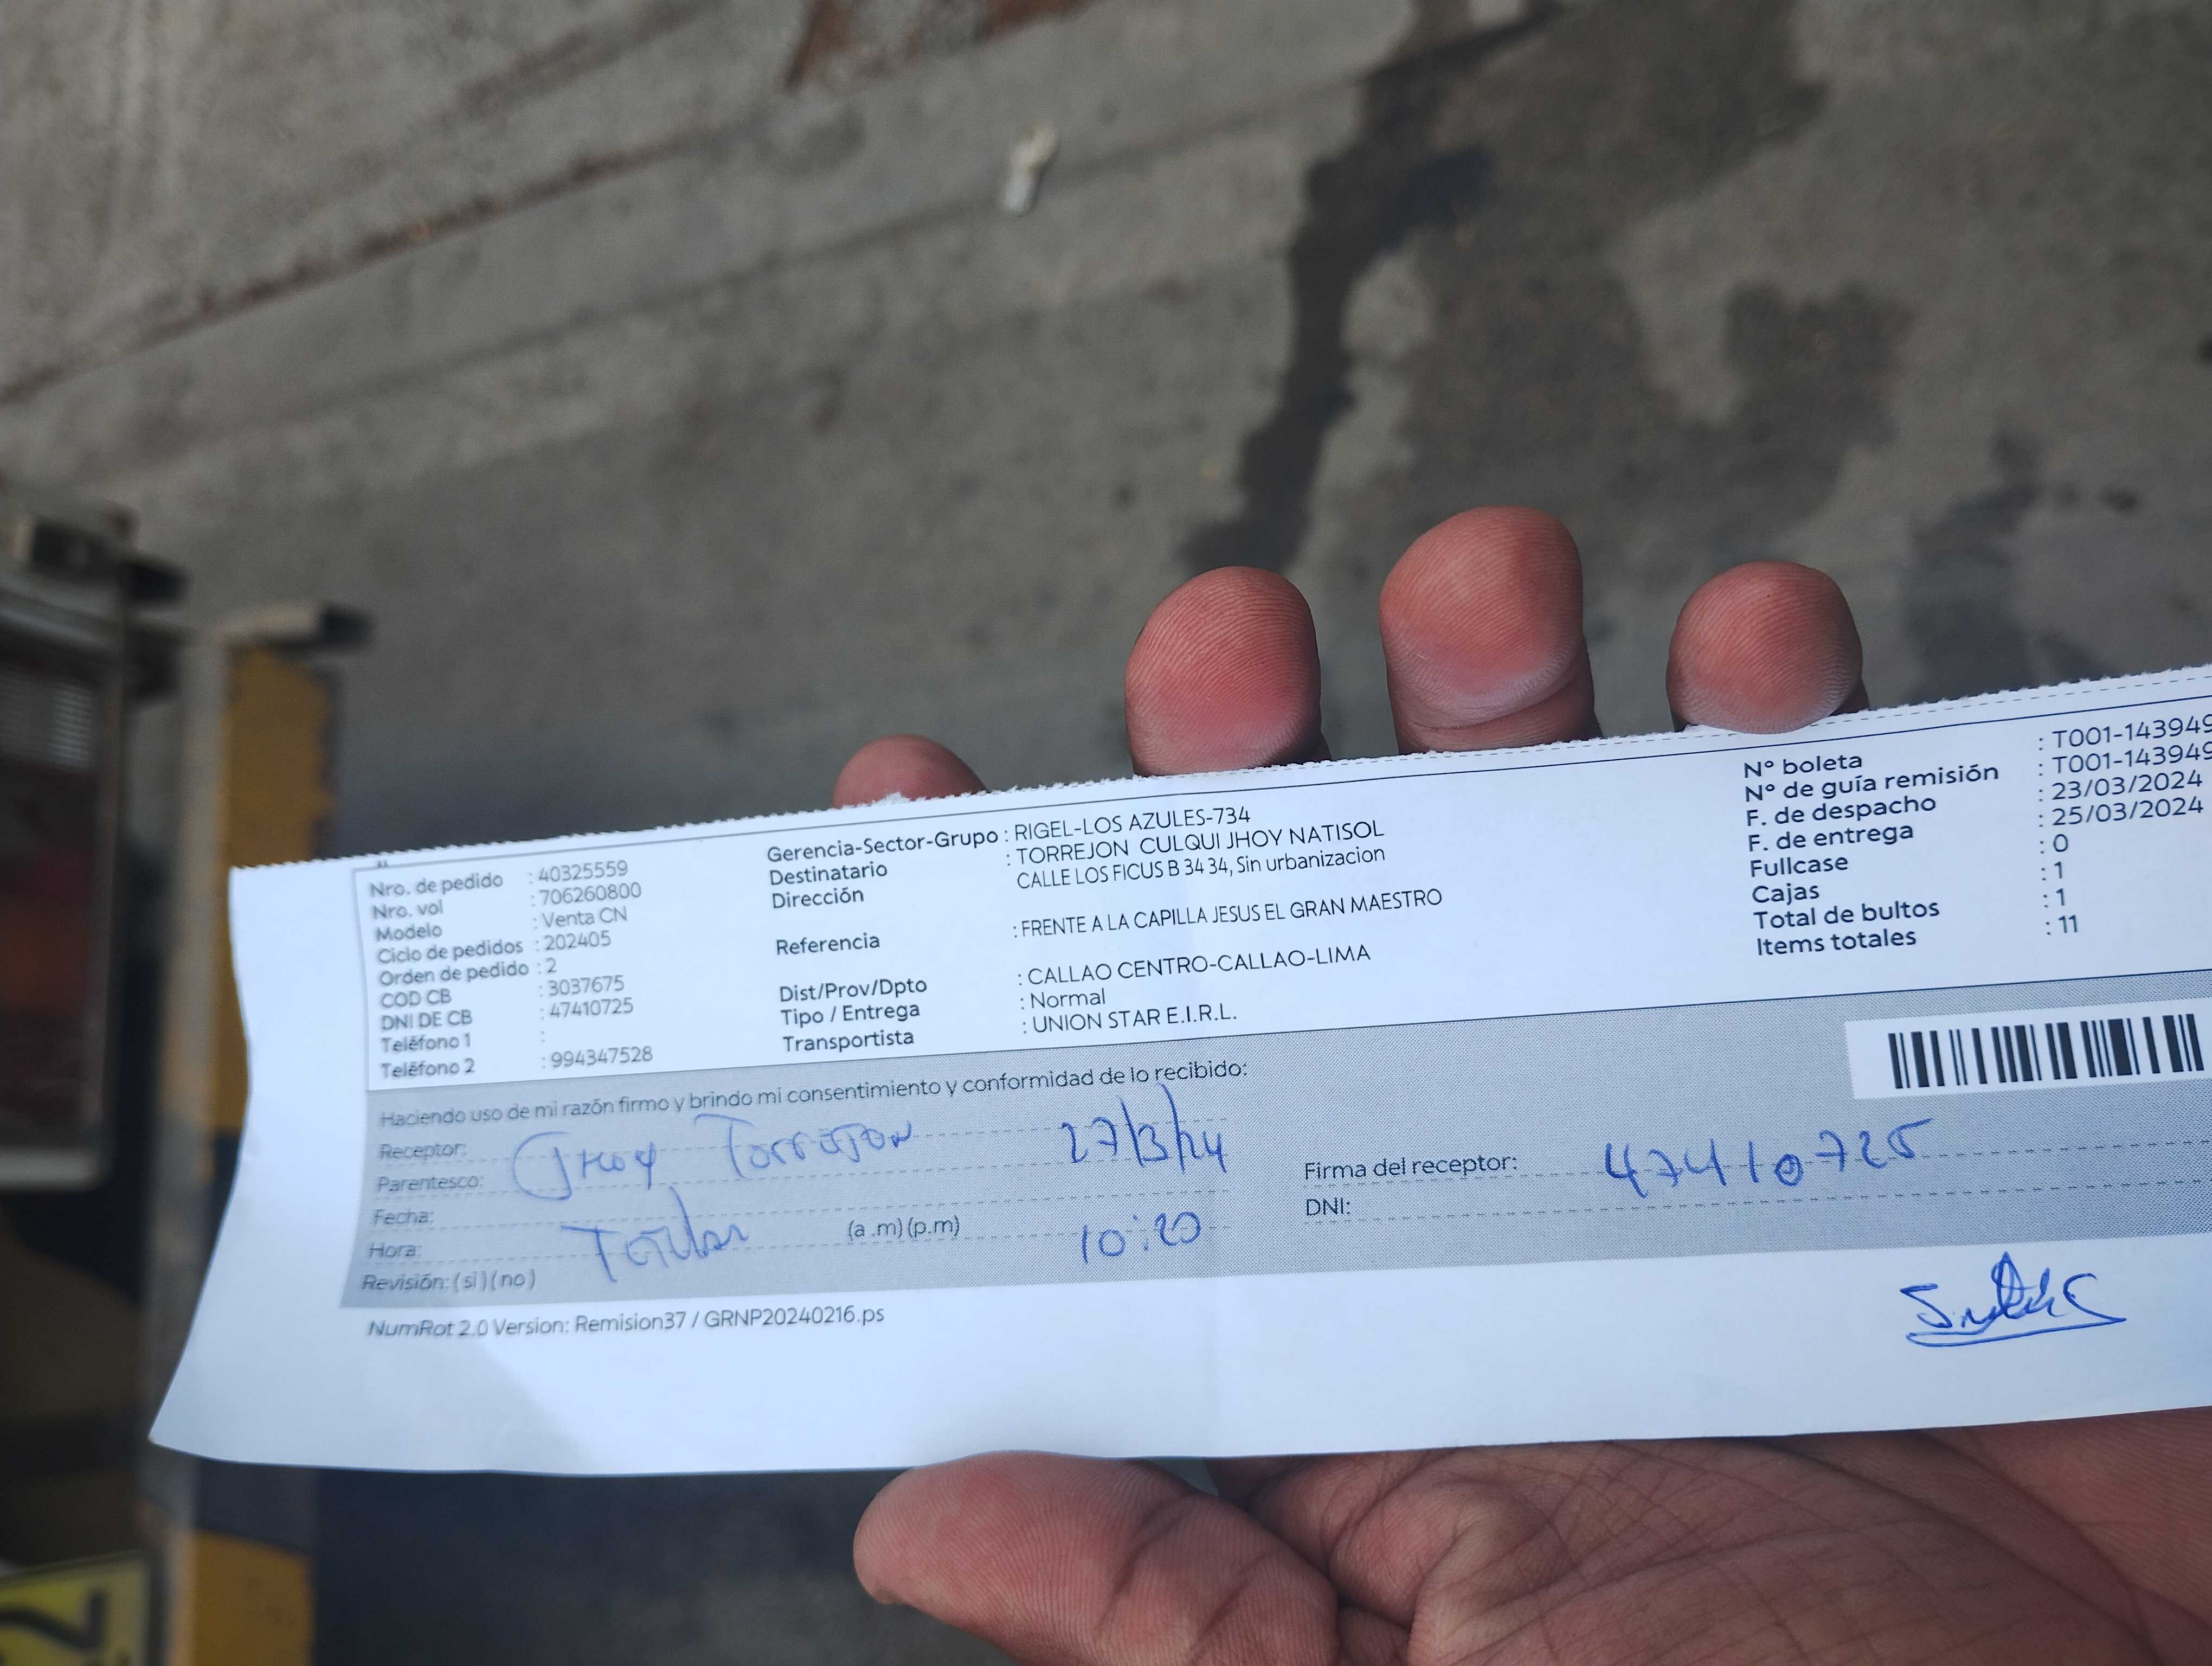 Nro. de pedido : 40325559
Nro. vol : 706260800
Modelo : Venta CN
Ciclo de pedidos : 202405
Orden de pedido : 2
COD CB : 3037675
DNI DE CB : 47410725
Teléfono 1 :
Teléfono 2 : 994347528
Gerencia-Sector-Grupo : RIGEL-LOS AZULES-734
Destinatario : TORREJON CULQUI JHOY NATISOL
Dirección CALLE LOS FICUS B 34 34, Sin urbanizacion
Referencia : FRENTE A LA CAPILLA JESUS EL GRAN MAESTRO
Dist/Prov/Dpto : CALLAO CENTRO-CALLAO-LIMA
Tipo / Entrega : Normal
Transportista : UNION STAR E.I.R.L.
N° boleta : T001-143949
N° de guía remisión : T001-143949
F. de despacho : 23/03/2024
F. de entrega : 25/03/2024
Fullcase : 0
Cajas : 1
Total de bultos : 1
Items totales : 11
Haciendo uso de mi razón firmo y brindo mi consentimiento y conformidad de lo recibido:
Receptor: Jhoy Torrejon 27/3/24
Parentesco:
Fecha:
Hora: Titular (a .m) (p.m) 10:20
Revisión: ( si ) ( no )
Firma del receptor: 47410725
DNI:
NumRot 2.0 Version: Remision37 / GRNP20240216.ps
2